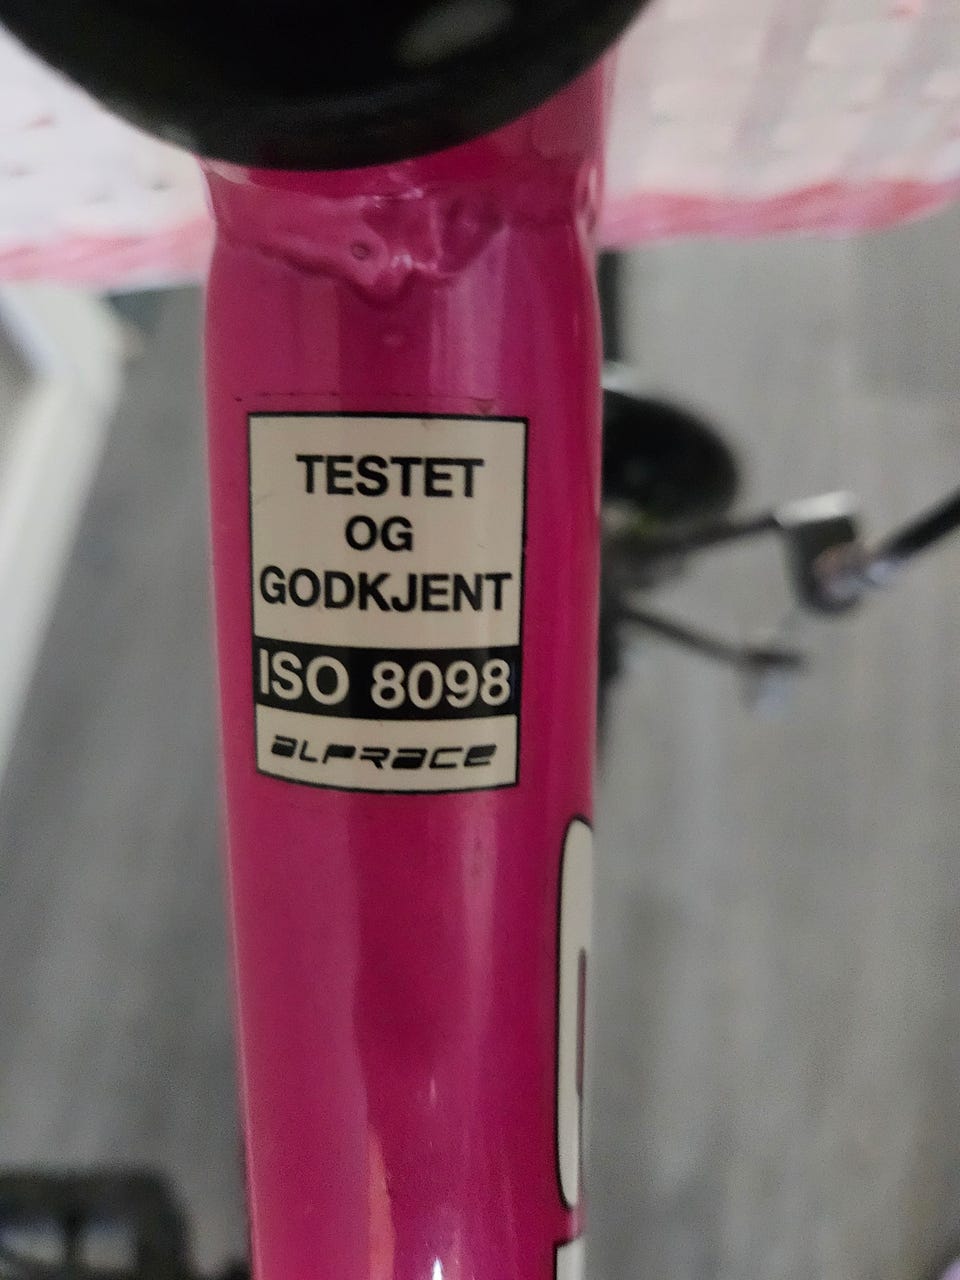 TESTET
OG
GODKJENT
ISO 8098
ALPRACE